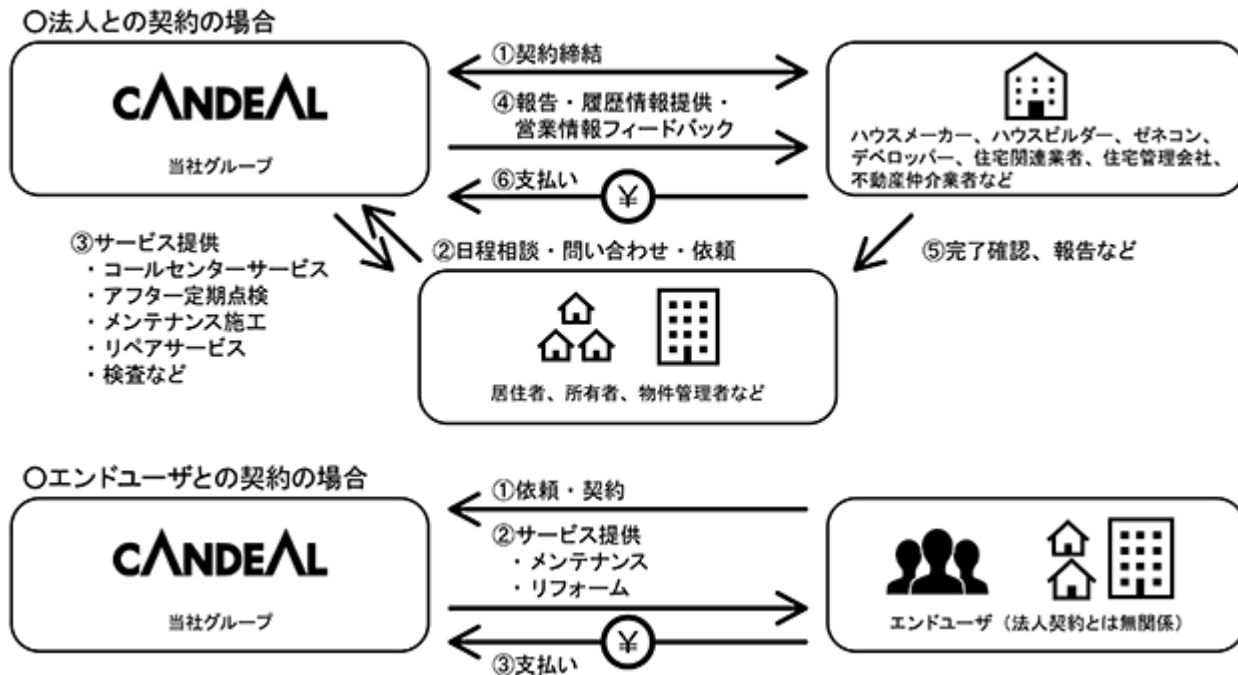 〇法人との契約の場合
CANDEAL
当社グループ
①契約締結
④報告・履歴情報提供・
営業情報フィードバック
⑥支払い
¥
ハウスメーカー、ハウスビルダー、ゼネコン、
デベロッパー、住宅関連業者、住宅管理会社、
不動産仲介業者など
③サービス提供
・コールセンターサービス
・アフター定期点検
・メンテナンス施工
・リペアサービス
・検査など
②日程相談・問い合わせ・依頼
⑤完了確認、報告など
居住者、所有者、物件管理者など
〇エンドユーザとの契約の場合
CANDEAL
当社グループ
①依頼・契約
②サービス提供
・メンテナンス
・リフォーム
¥
③支払い
エンドユーザ（法人契約とは無関係）